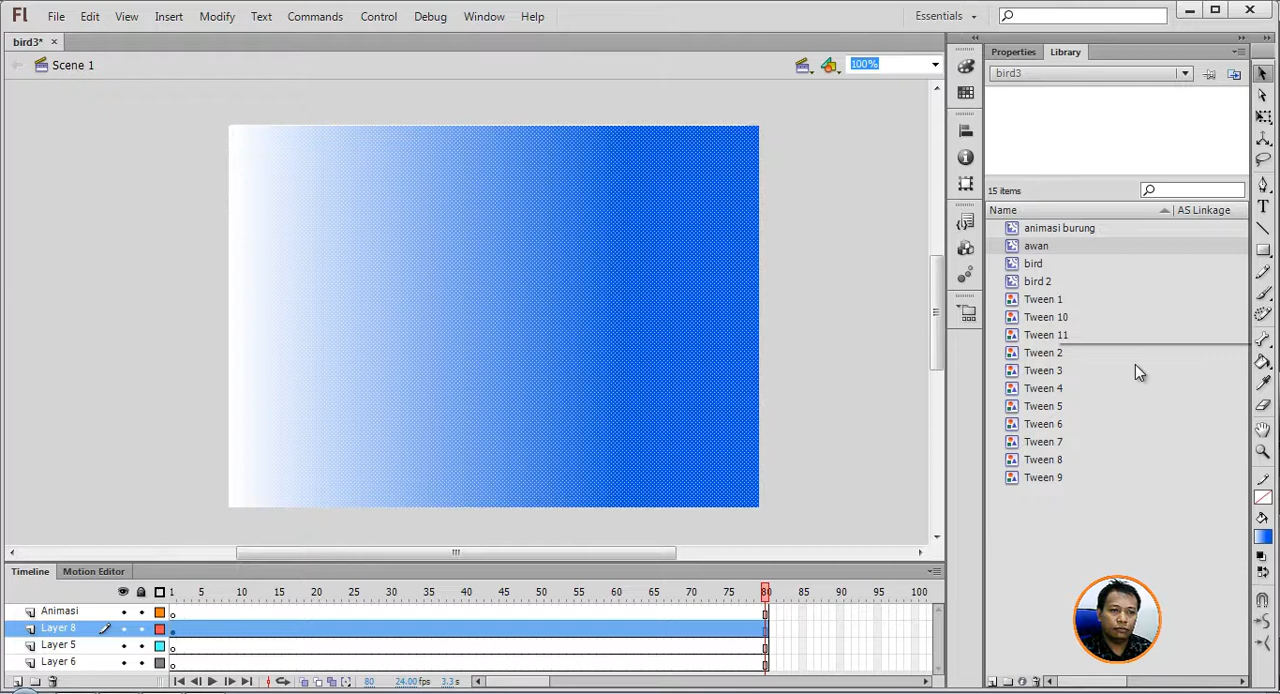 Fl File Edit View Insert Modify Text Commands Control Debug Window Help Essentials
bird3*
Scene 1 100%
Properties Library
bird3
15 items
Name AS Linkage
animasi burung
awan
bird
bird 2
Tween 1
Tween 10
Tween 11
Tween 2
Tween 3
Tween 4
Tween 5
Tween 6
Tween 7
Tween 8
Tween 9
Timeline Motion Editor
1 5 10 15 20 25 30 35 40 45 50 55 60 65 70 75 80 85 90 95 100
Animasi
Layer 8
Layer 5
Layer 6
80 24.00 fps 3.3 s